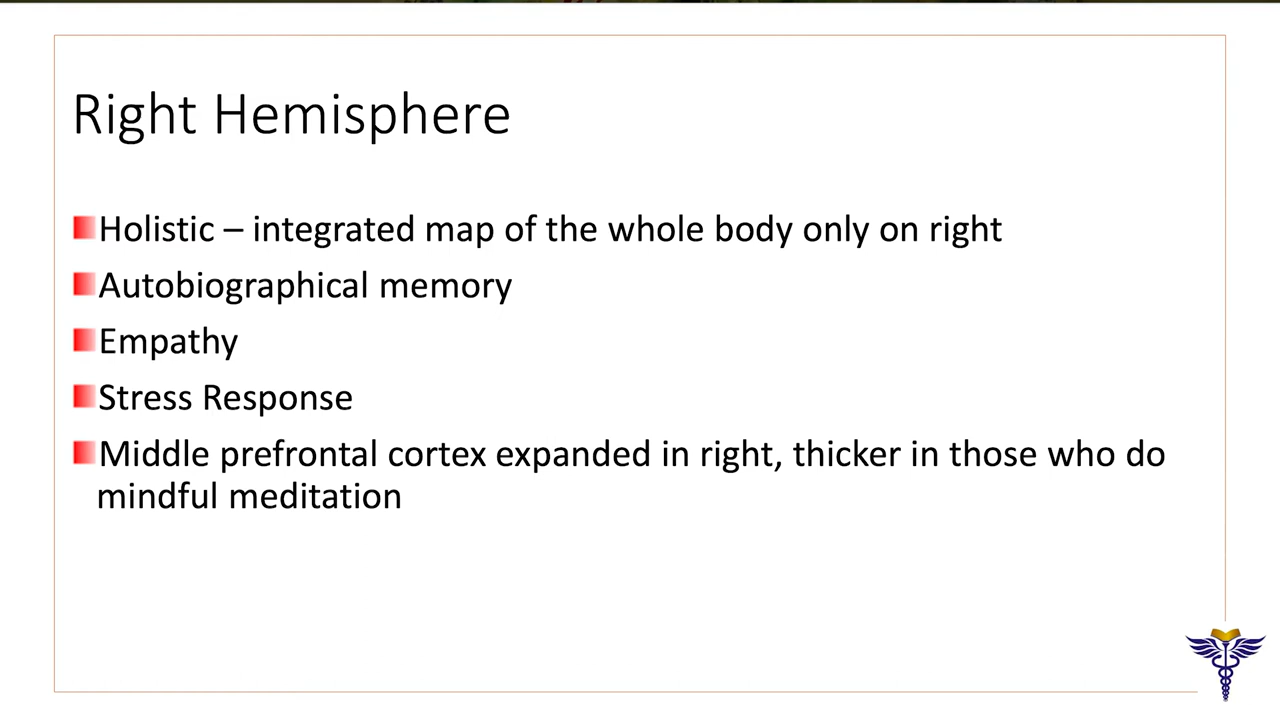 Right Hemisphere
Holistic – integrated map of the whole body only on right
Autobiographical memory
Empathy
Stress Response
Middle prefrontal cortex expanded in right, thicker in those who do
mindful meditation